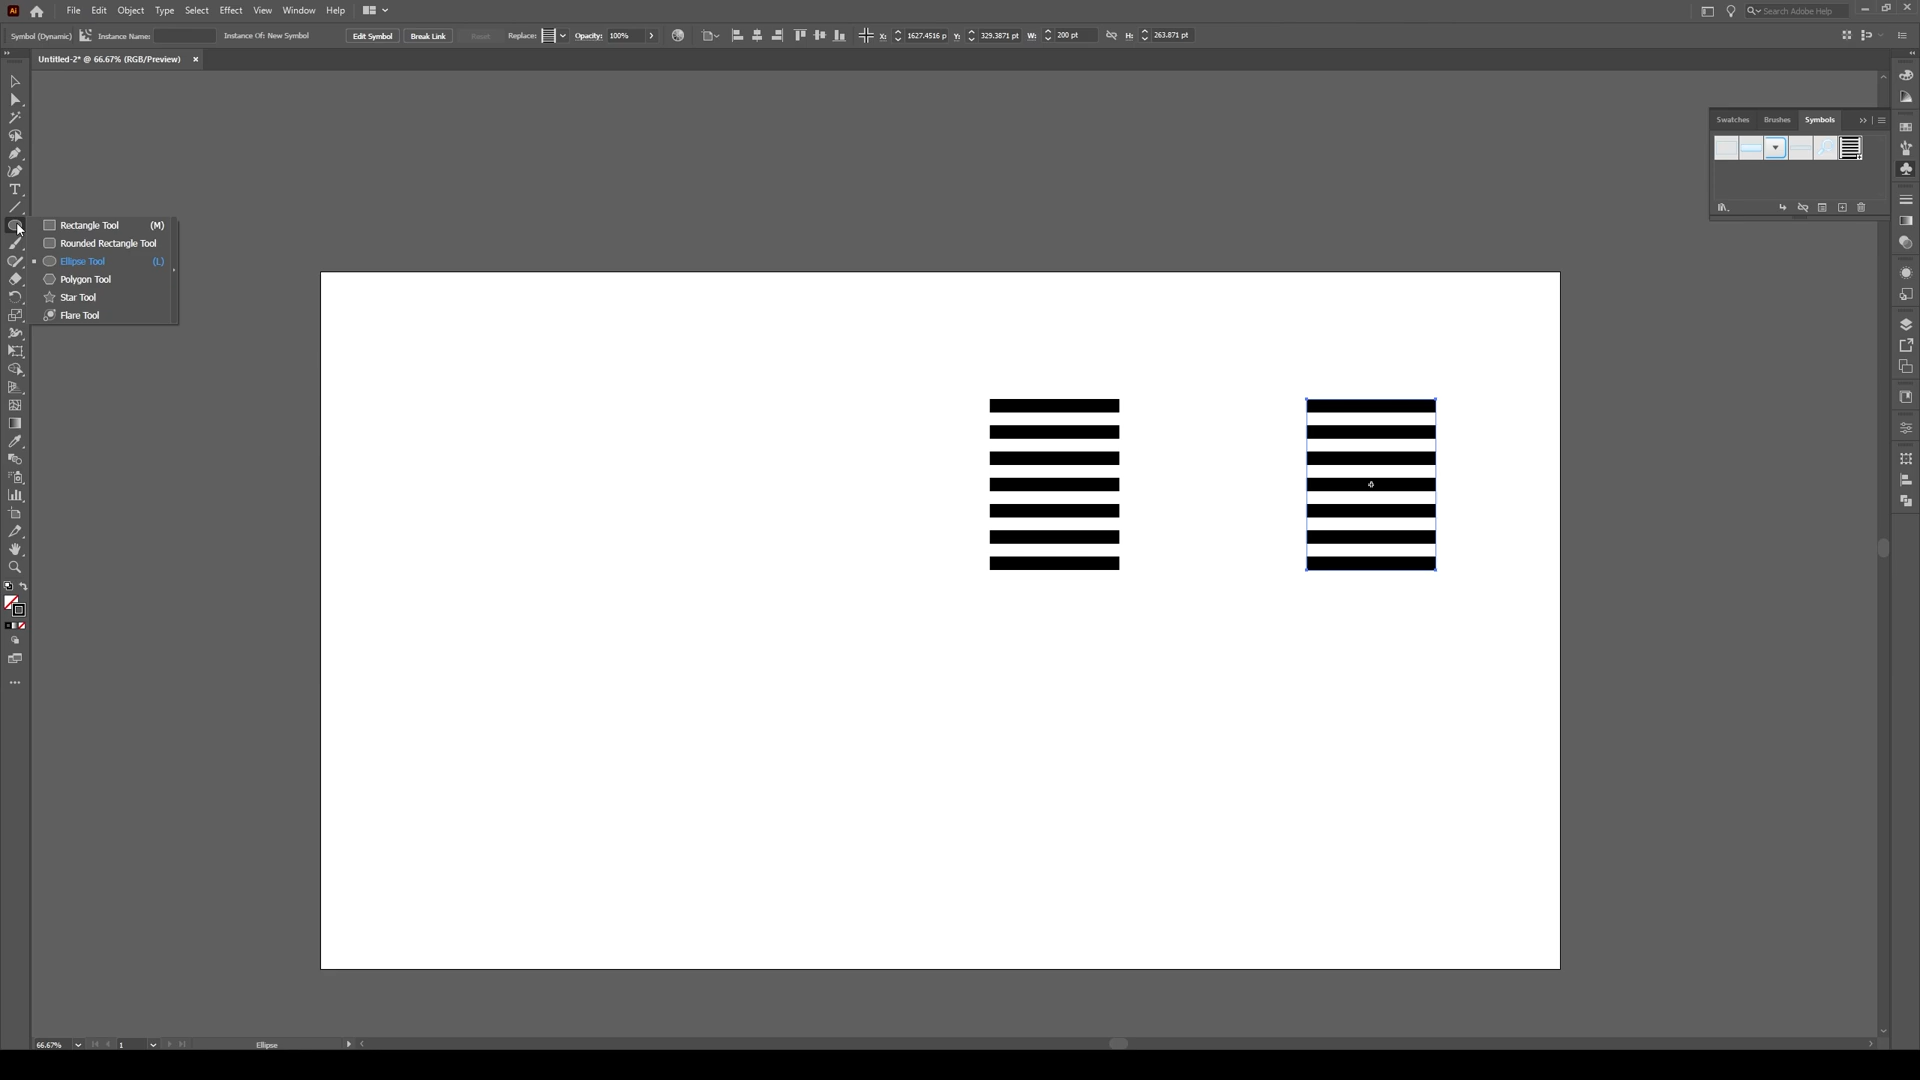 Ai File Edit Object Type Select Effect View Window Help Search Adobe Help
Symbol (Dynamic) Instance Name: Instance Of: New Symbol Edit Symbol Break Link Reset Replace: Opacity: 100% X: 1627.4516 p Y: 329.3871 pt W: 200 pt H: 263.871 pt
Untitled-2* @ 66.67% (RGB/Preview) ×
Swatches Brushes Symbols
Rectangle Tool (M)
Rounded Rectangle Tool
Ellipse Tool (L)
Polygon Tool
Star Tool
Flare Tool
66.67% 1 Ellipse